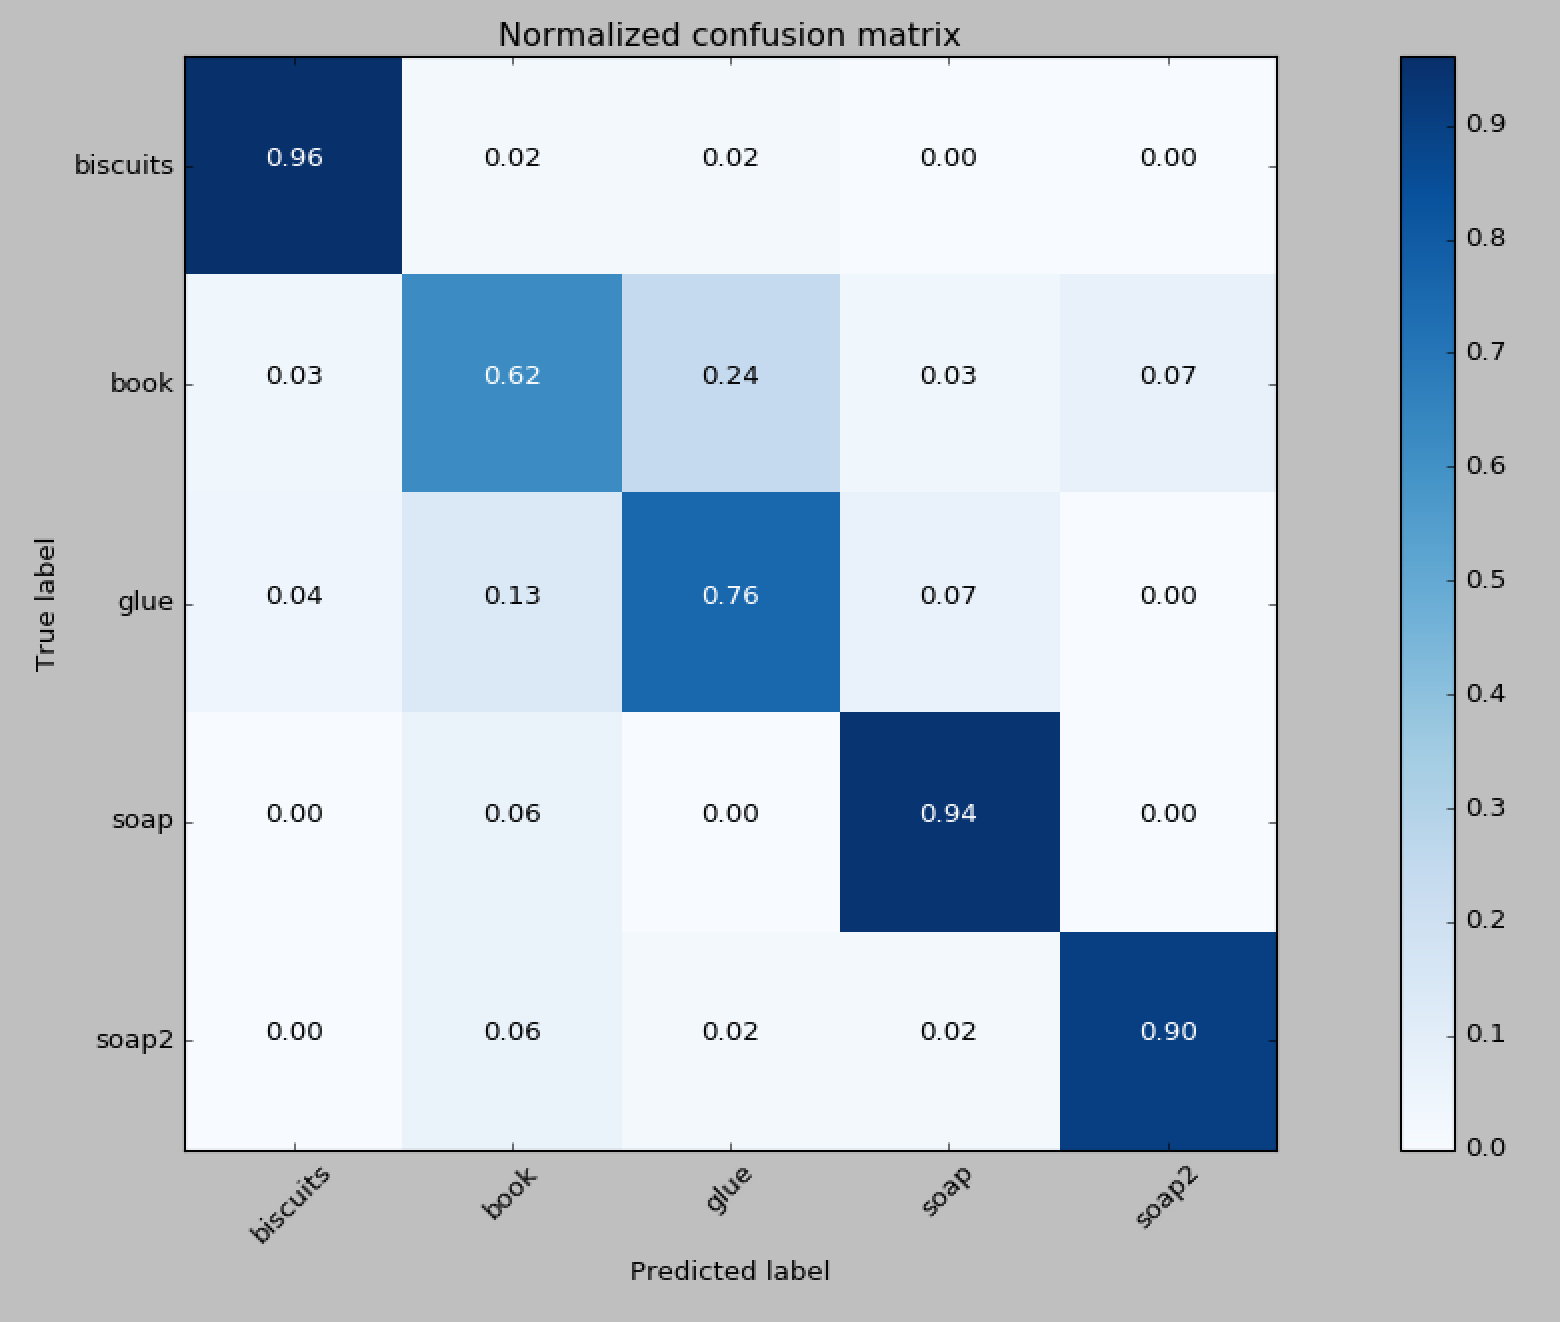 Normalized confusion matrix
biscuits 0.96 0.02 0.02 0.00 0.00
book 0.03 0.62 0.24 0.03 0.07
glue 0.04 0.13 0.76 0.07 0.00
soap 0.00 0.06 0.00 0.94 0.00
soap2 0.00 0.06 0.02 0.02 0.90
biscuits book glue soap soap2
True label
Predicted label
0.9
0.8
0.7
0.6
0.5
0.4
0.3
0.2
0.1
0.0